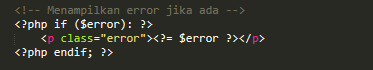 <!-- Menampilkan error jika ada -->
<?php if ($error): ?>
<p class="error"><?= $error ?></p>
<?php endif; ?>